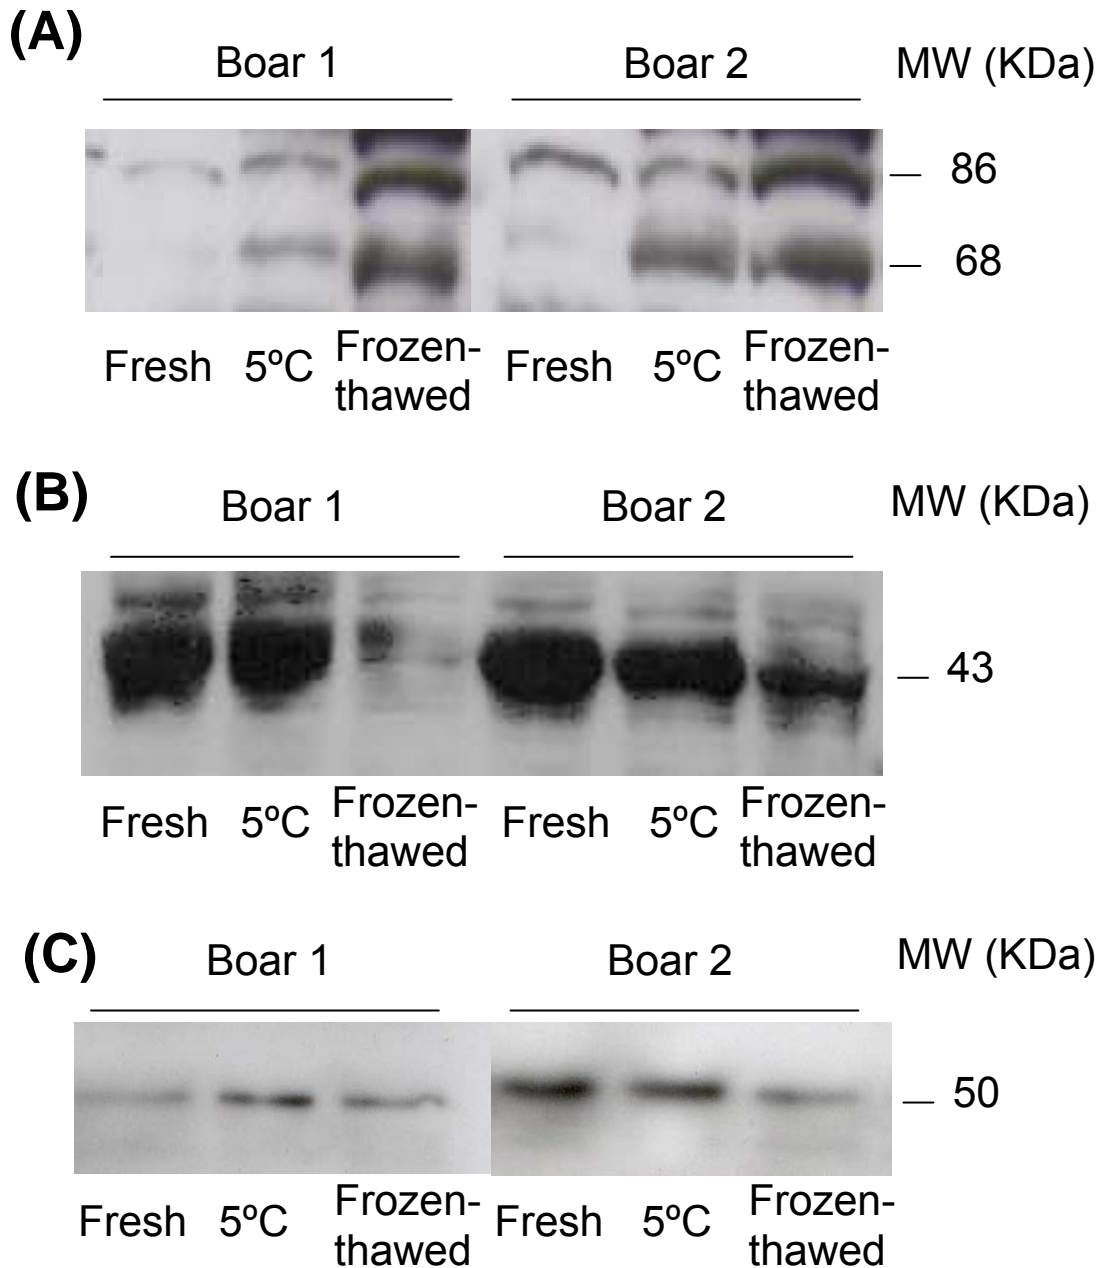 (A)
Boar 1 Boar 2 MW (KDa)
86
68
Fresh 5ºC Frozen-
thawed Fresh 5ºC Frozen-
thawed
(B)
Boar 1 Boar 2 MW (KDa)
43
Fresh 5ºC Frozen-
thawed Fresh 5ºC Frozen-
thawed
(C)
Boar 1 Boar 2 MW (KDa)
50
Fresh 5ºC Frozen-
thawed Fresh 5ºC Frozen-
thawed